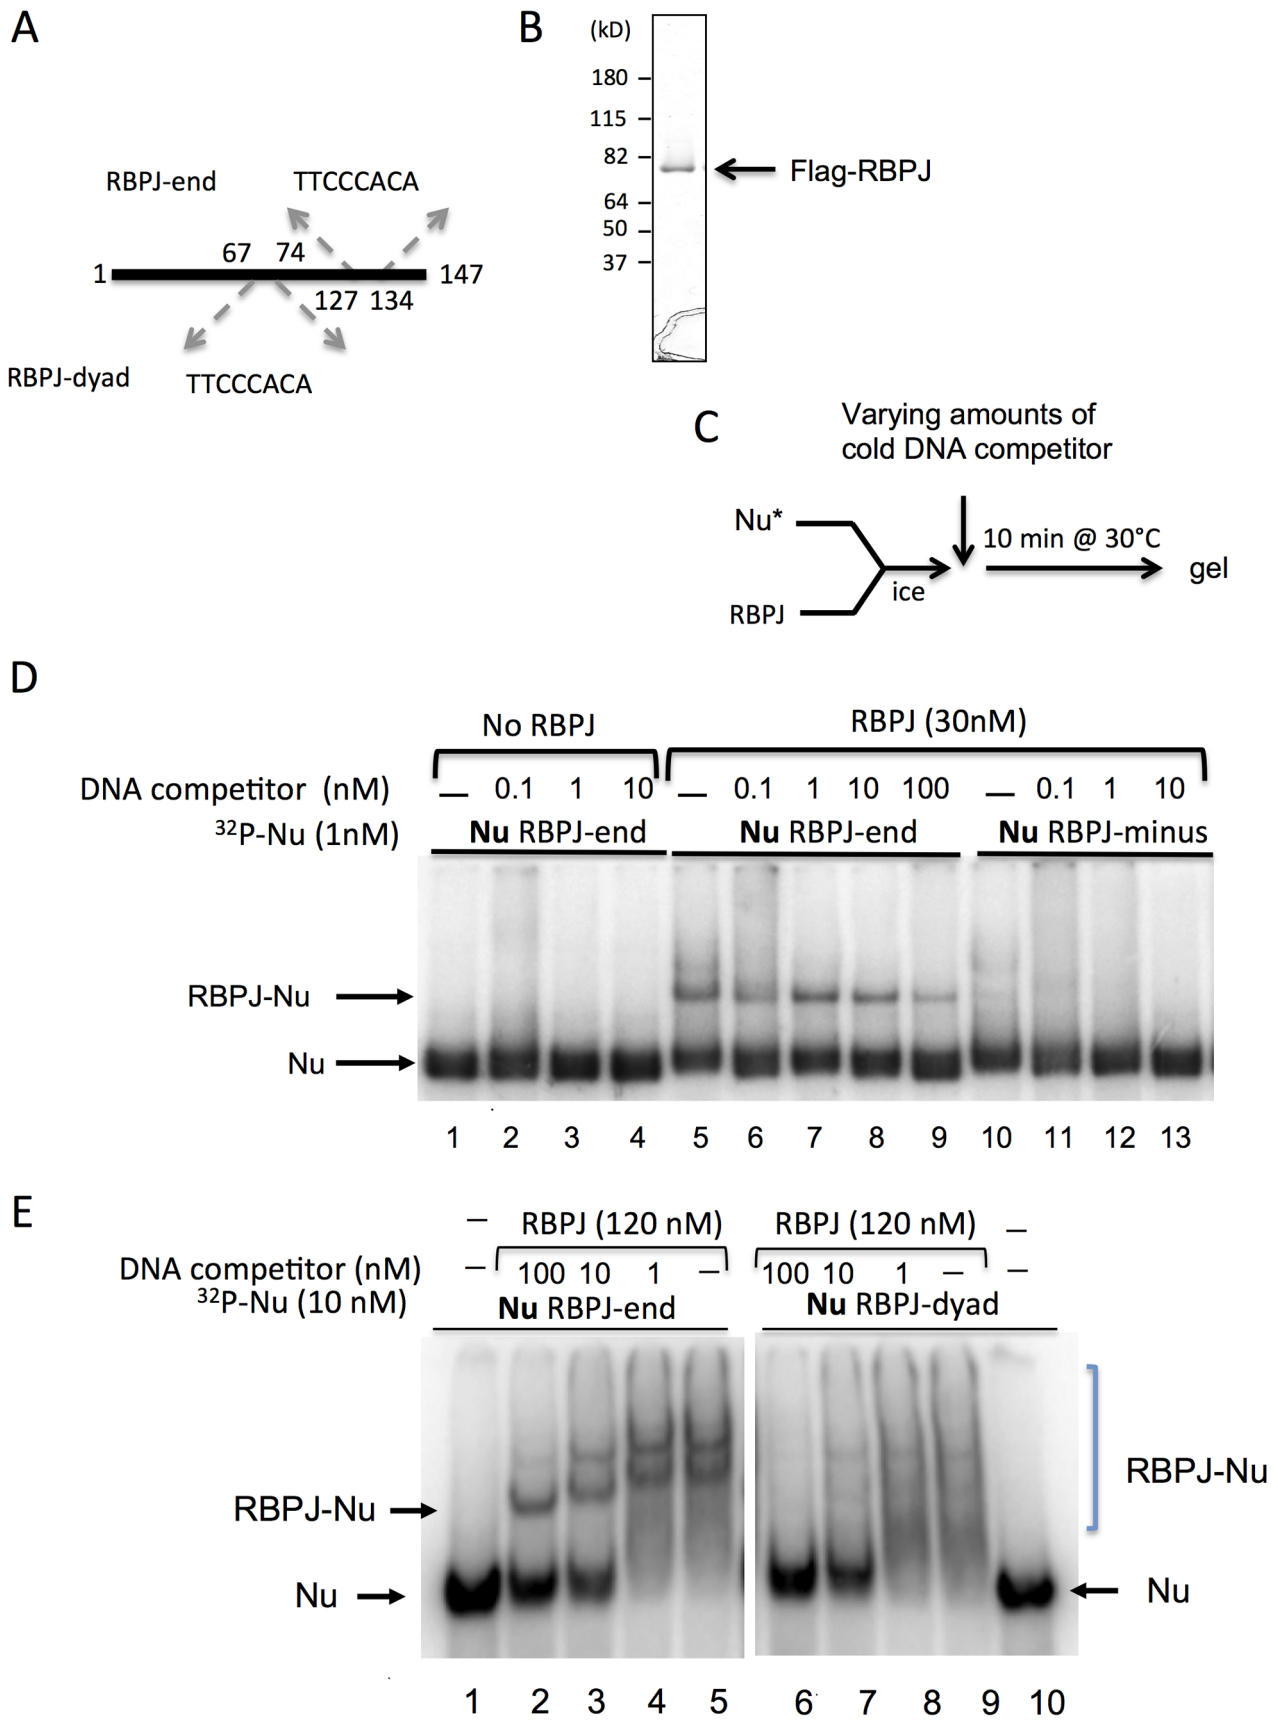 A
B
(kD)
180
115
82
64
50
37
Flag-RBPJ
RBPJ-end TTCCCACA
67 74
1 147
127 134
RBPJ-dyad TTCCCACA
C
Varying amounts of
cold DNA competitor
Nu*
10 min @ 30°C
ice
gel
RBPJ
D
No RBPJ RBPJ (30nM)
DNA competitor (nM) — 0.1 1 10 — 0.1 1 10 100 — 0.1 1 10
32P-Nu (1nM) Nu RBPJ-end Nu RBPJ-end Nu RBPJ-minus
RBPJ-Nu
Nu
1 2 3 4 5 6 7 8 9 10 11 12 13
E
– RBPJ (120 nM) RBPJ (120 nM) –
DNA competitor (nM) – 100 10 1 – 100 10 1 – –
32P-Nu (10 nM) Nu RBPJ-end Nu RBPJ-dyad
RBPJ-Nu
RBPJ-Nu
Nu
Nu
1 2 3 4 5 6 7 8 9 10